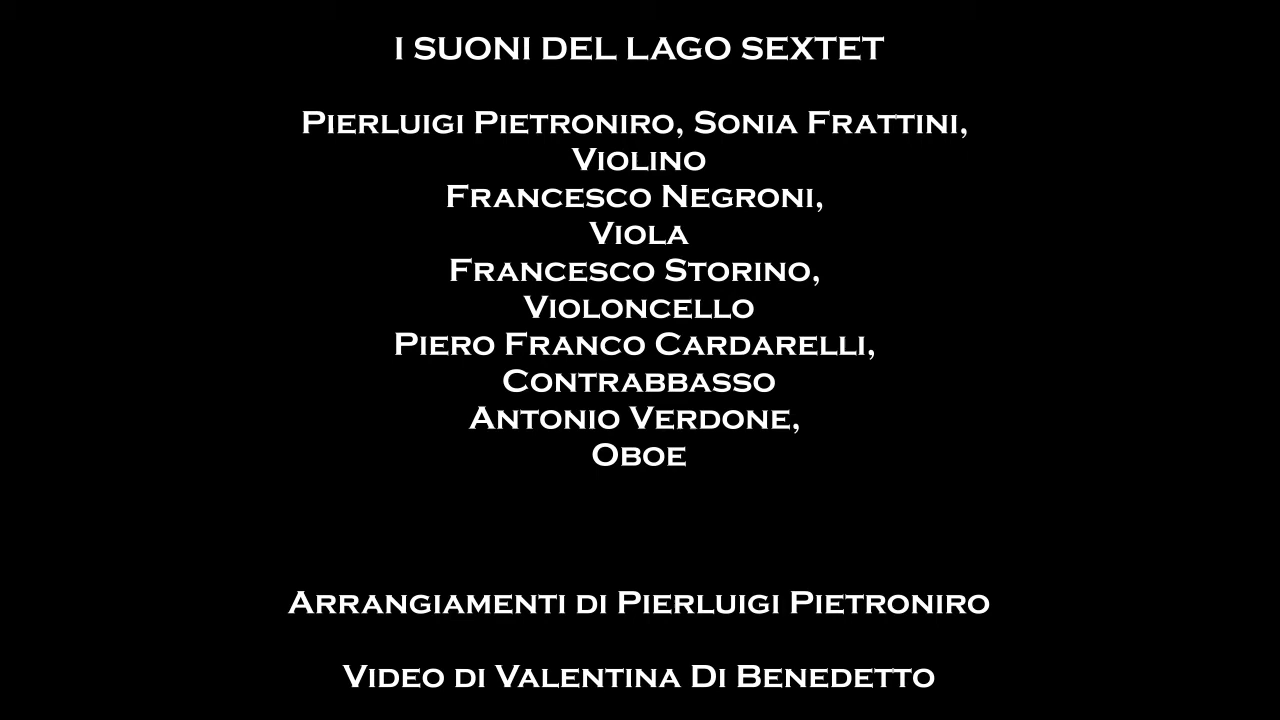 I SUONI DEL LAGO SEXTET
Pierluigi Pietroniro, Sonia Frattini,
Violino
Francesco Negroni,
Viola
Francesco Storino,
Violoncello
Piero Franco Cardarelli,
Contrabbasso
Antonio Verdone,
Oboe
Arrangiamenti di Pierluigi Pietroniro
Video di Valentina Di Benedetto